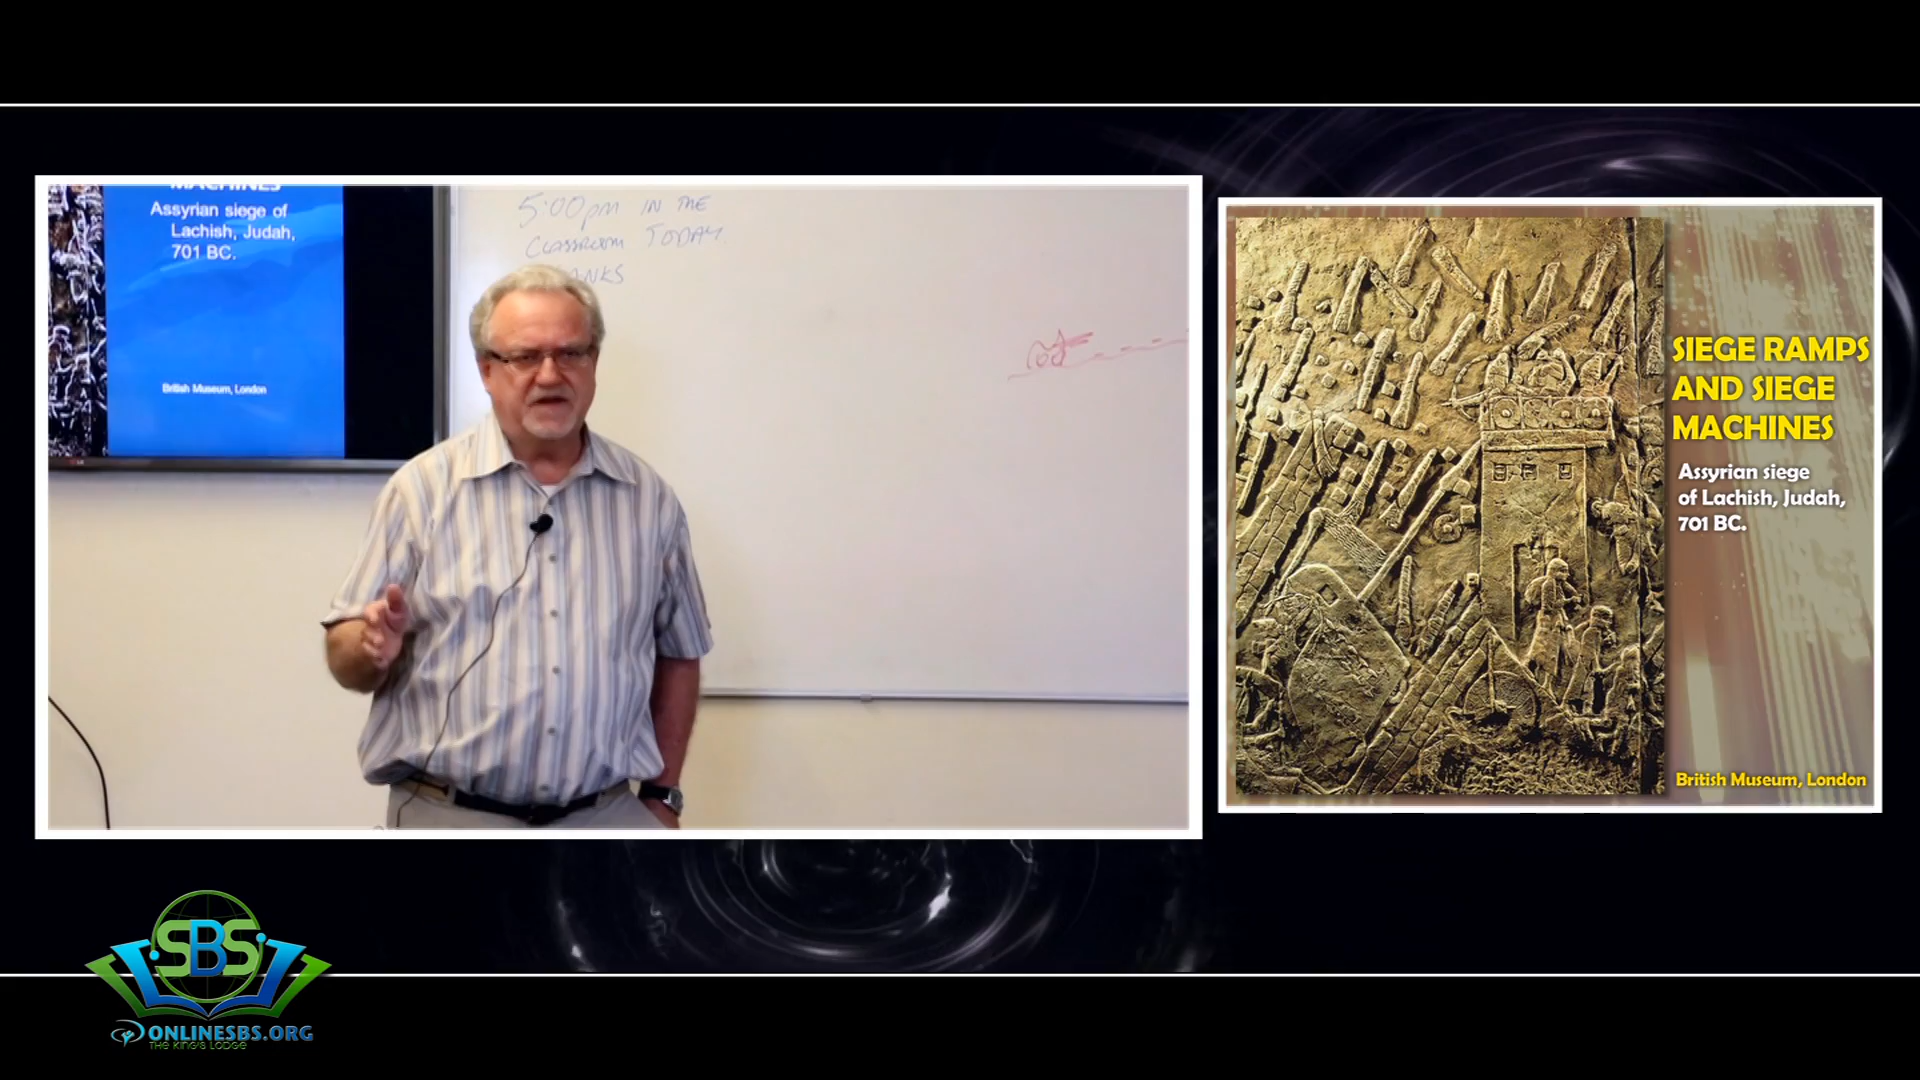 MACHINES
Assyrian siege of
Lachish, Judah,
701 BC.
British Museum, London
5:00pm IN THE
CLASSROOM TODAY.
SIEGE RAMPS
AND SIEGE
MACHINES
Assyrian siege
of Lachish, Judah,
701 BC.
British Museum, London
SBS
ONLINESBS.ORG
THE KING'S LODGE